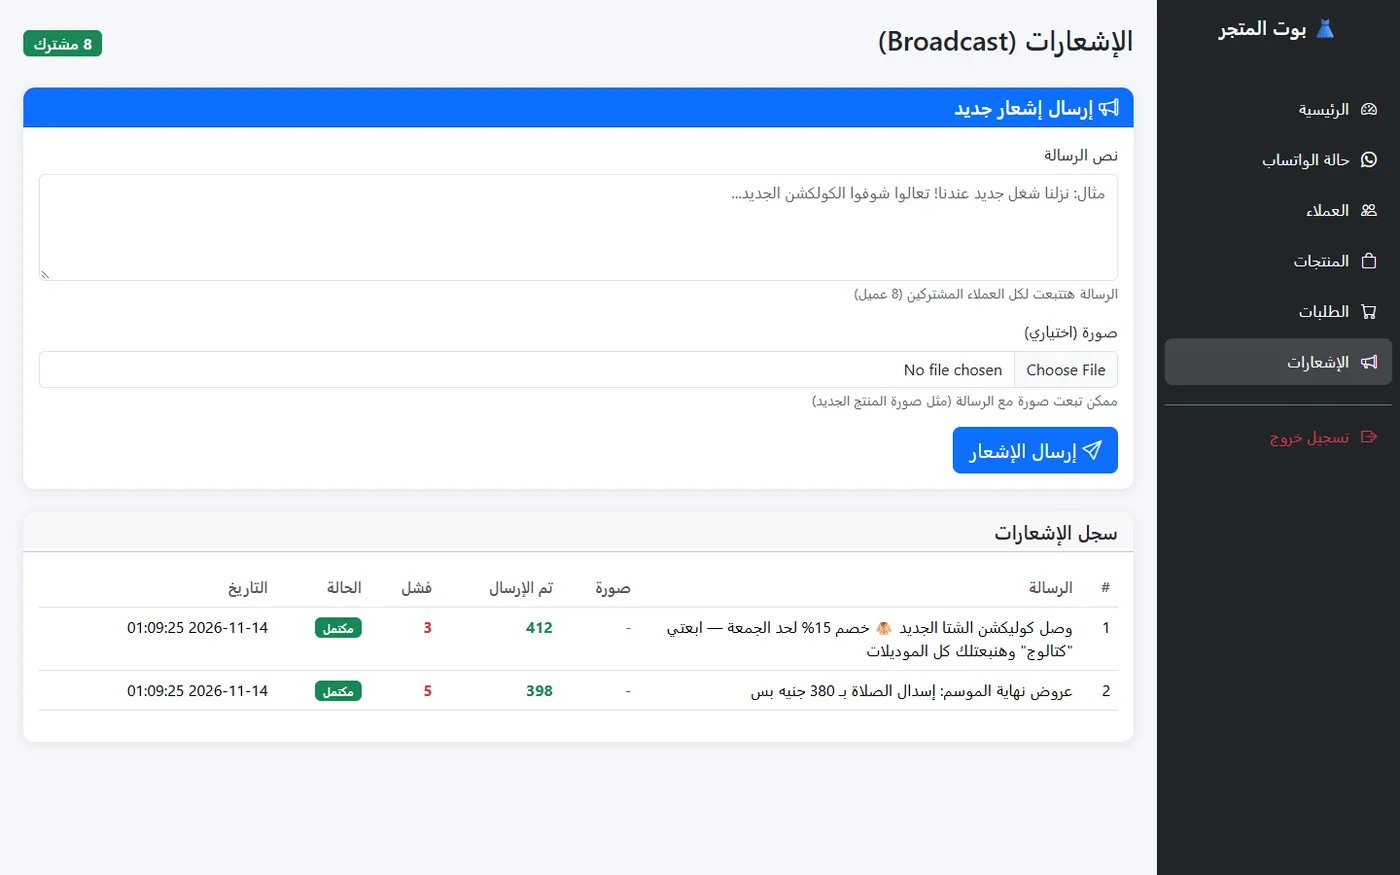 👗 بوت المتجر
الرئيسية
حالة الواتساب
العملاء
المنتجات
الطلبات
الإشعارات
تسجيل خروج
الإشعارات (Broadcast)
8 مشترك
إرسال إشعار جديد
نص الرسالة
مثال: نزلنا شغل جديد عندنا! تعالوا شوفوا الكولكشن الجديد...
الرسالة هتتبعت لكل العملاء المشتركين (8 عميل)
صورة (اختياري)
Choose File No file chosen
ممكن تبعت صورة مع الرسالة (مثل صورة المنتج الجديد)
إرسال الإشعار
سجل الإشعارات
# الرسالة صورة تم الإرسال فشل الحالة التاريخ
1 وصل كوليكشن الشتا الجديد 🧥 خصم 15% لحد الجمعة — ابعتي - 412 3 مكتمل 2026-11-14 01:09:25
"كتالوج" وهنبعتلك كل الموديلات
2 عروض نهاية الموسم: إسدال الصلاة بـ 380 جنيه بس - 398 5 مكتمل 2026-11-14 01:09:25